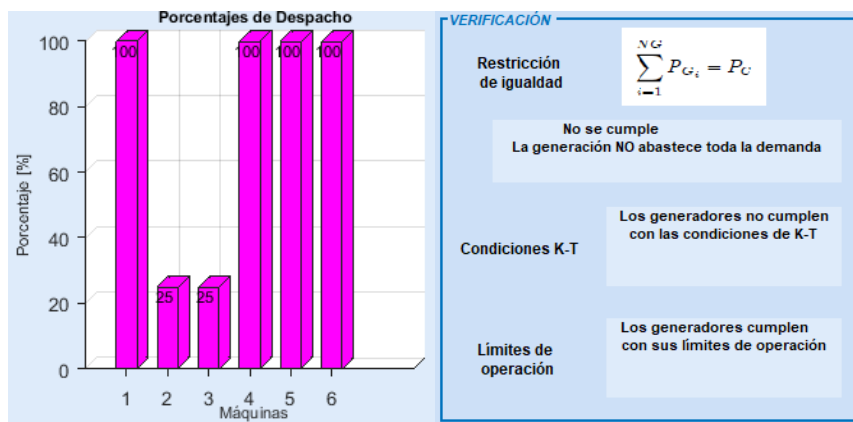 Porcentajes de Despacho
Porcentaje [%]
100
80
60
40
20
0
100
25
25
100
100
100
1 2 3 4 5 6
Máquinas
VERIFICACIÓN
Restricción
de igualdad
NG
∑ P_{G_i} = P_C
i=1
No se cumple
La generación NO abastece toda la demanda
Condiciones K-T
Los generadores no cumplen
con las condiciones de K-T
Límites de
operación
Los generadores cumplen
con sus límites de operación